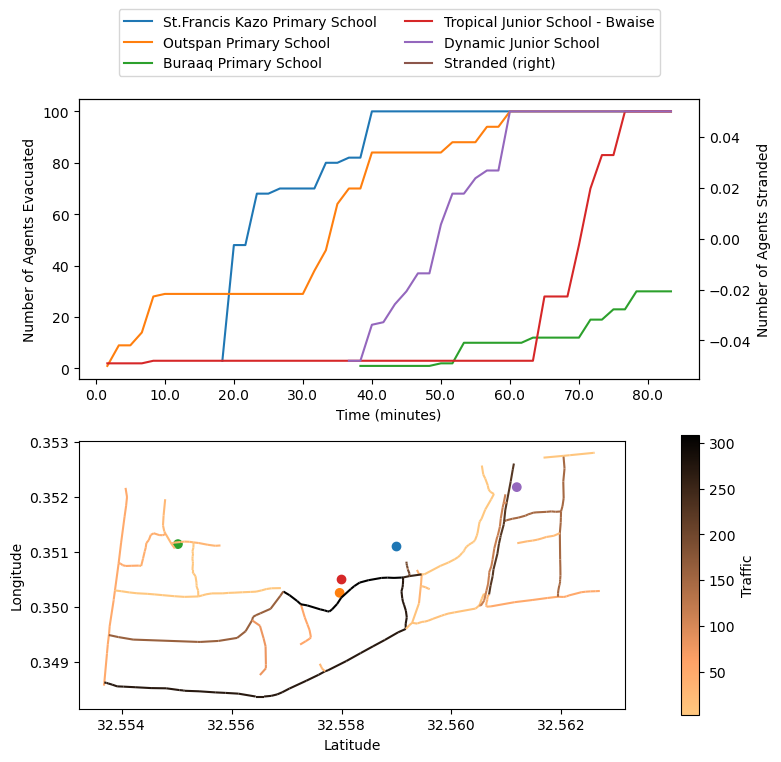 St.Francis Kazo Primary School
Outspan Primary School
Buraaq Primary School
Tropical Junior School - Bwaise
Dynamic Junior School
Stranded (right)
Number of Agents Evacuated
100
80
60
40
20
0
0.04
0.02
0.00
−0.02
−0.04
Number of Agents Stranded
0.0 10.0 20.0 30.0 40.0 50.0 60.0 70.0 80.0
Time (minutes)
Longitude
0.353
0.352
0.351
0.350
0.349
32.554 32.556 32.558 32.560 32.562
Latitude
300
250
200
150
100
50
Traffic